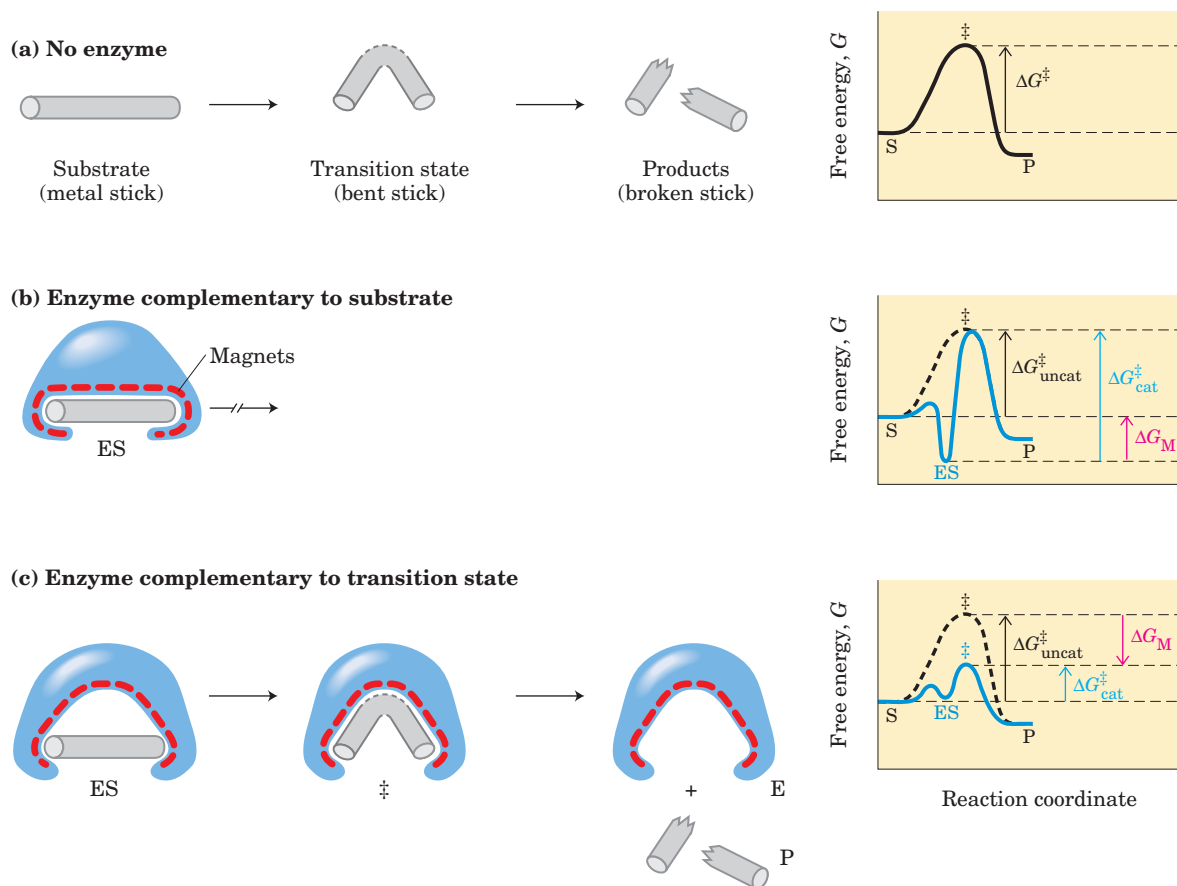 (a) No enzyme
Substrate
(metal stick)
Transition state
(bent stick)
Products
(broken stick)
Free energy, G
‡
ΔG‡
S
P
(b) Enzyme complementary to substrate
Magnets
ES
Free energy, G
‡
ΔG‡uncat
ΔG‡cat
ΔGM
S
ES
P
(c) Enzyme complementary to transition state
ES
‡
+
E
P
Free energy, G
‡
‡
ΔG‡uncat
ΔGM
ΔG‡cat
S
ES
P
Reaction coordinate